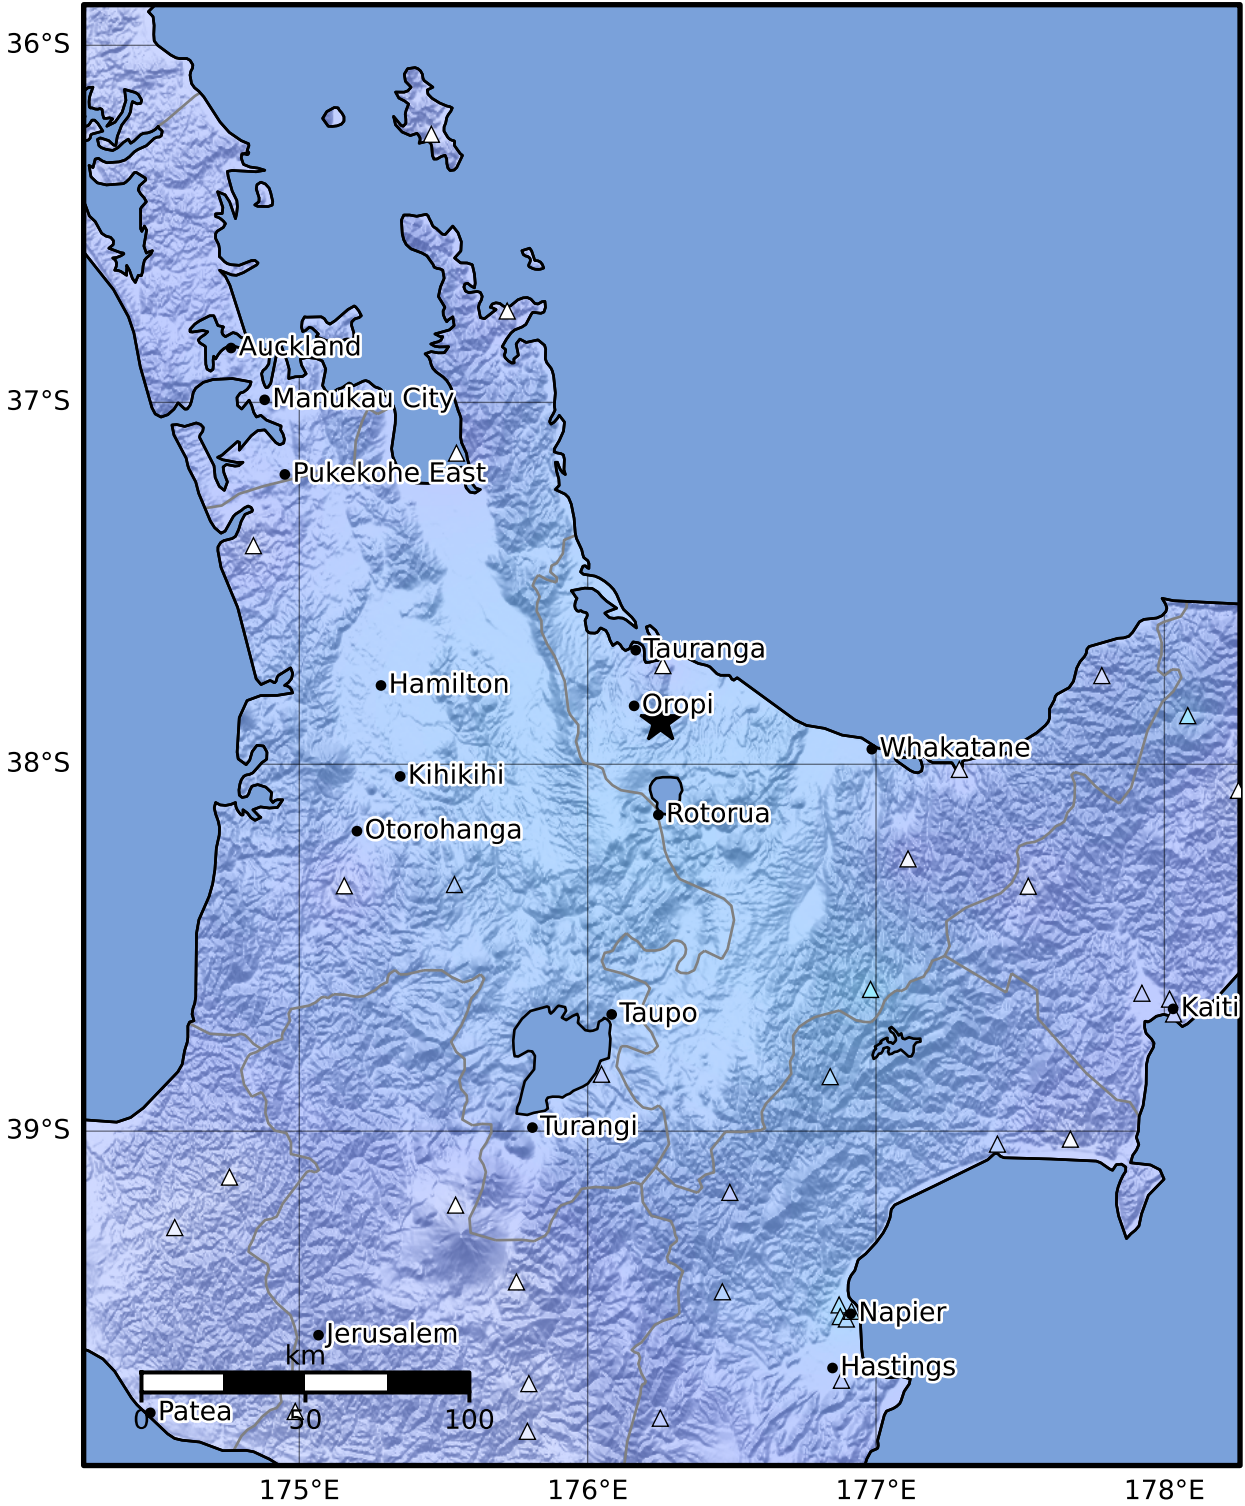 36°S
Auckland
37°S
Manukau City
Pukekohe East
Tauranga
Hamilton
Oropi
38°S
Whakatane
Kihikihi
Rotorua
Otorohanga
Taupo
Kaiti
39°S
Turangi
Napier
Jerusalem
km
Hastings
Patea
0 50 100
175°E 176°E 177°E 178°E